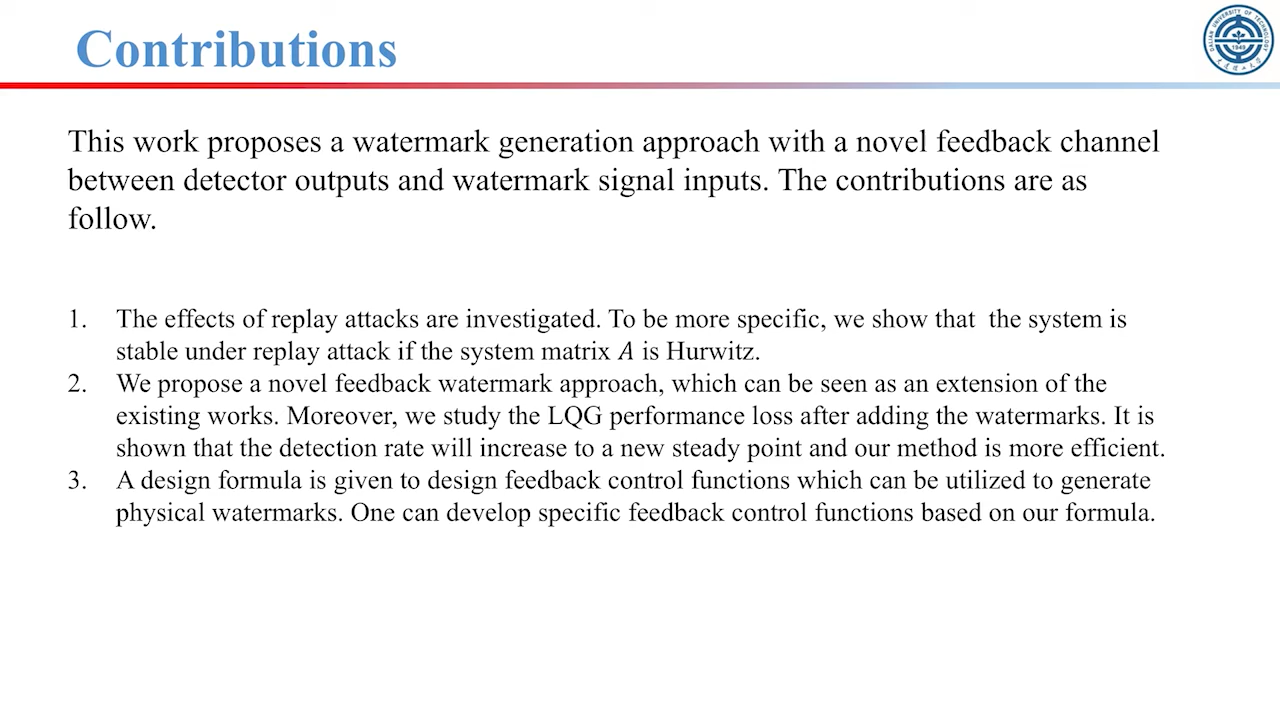 Contributions
DALIAN UNIVERSITY OF TECHNOLOGY
1949
This work proposes a watermark generation approach with a novel feedback channel
between detector outputs and watermark signal inputs. The contributions are as
follow.
1. The effects of replay attacks are investigated. To be more specific, we show that the system is
stable under replay attack if the system matrix A is Hurwitz.
2. We propose a novel feedback watermark approach, which can be seen as an extension of the
existing works. Moreover, we study the LQG performance loss after adding the watermarks. It is
shown that the detection rate will increase to a new steady point and our method is more efficient.
3. A design formula is given to design feedback control functions which can be utilized to generate
physical watermarks. One can develop specific feedback control functions based on our formula.